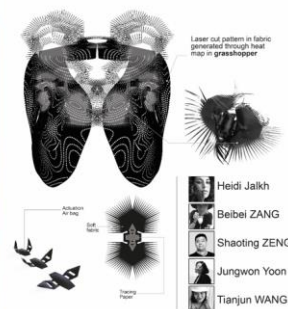 Laser cut pattern in fabric
generated through heat
map in grasshopper
Heidi Jalkh
Beibei ZANG
Shaoting ZENG
Jungwon Yoon
Tianjun WANG
Actuation
Air bag
Soft
fabric
Tracing
Paper